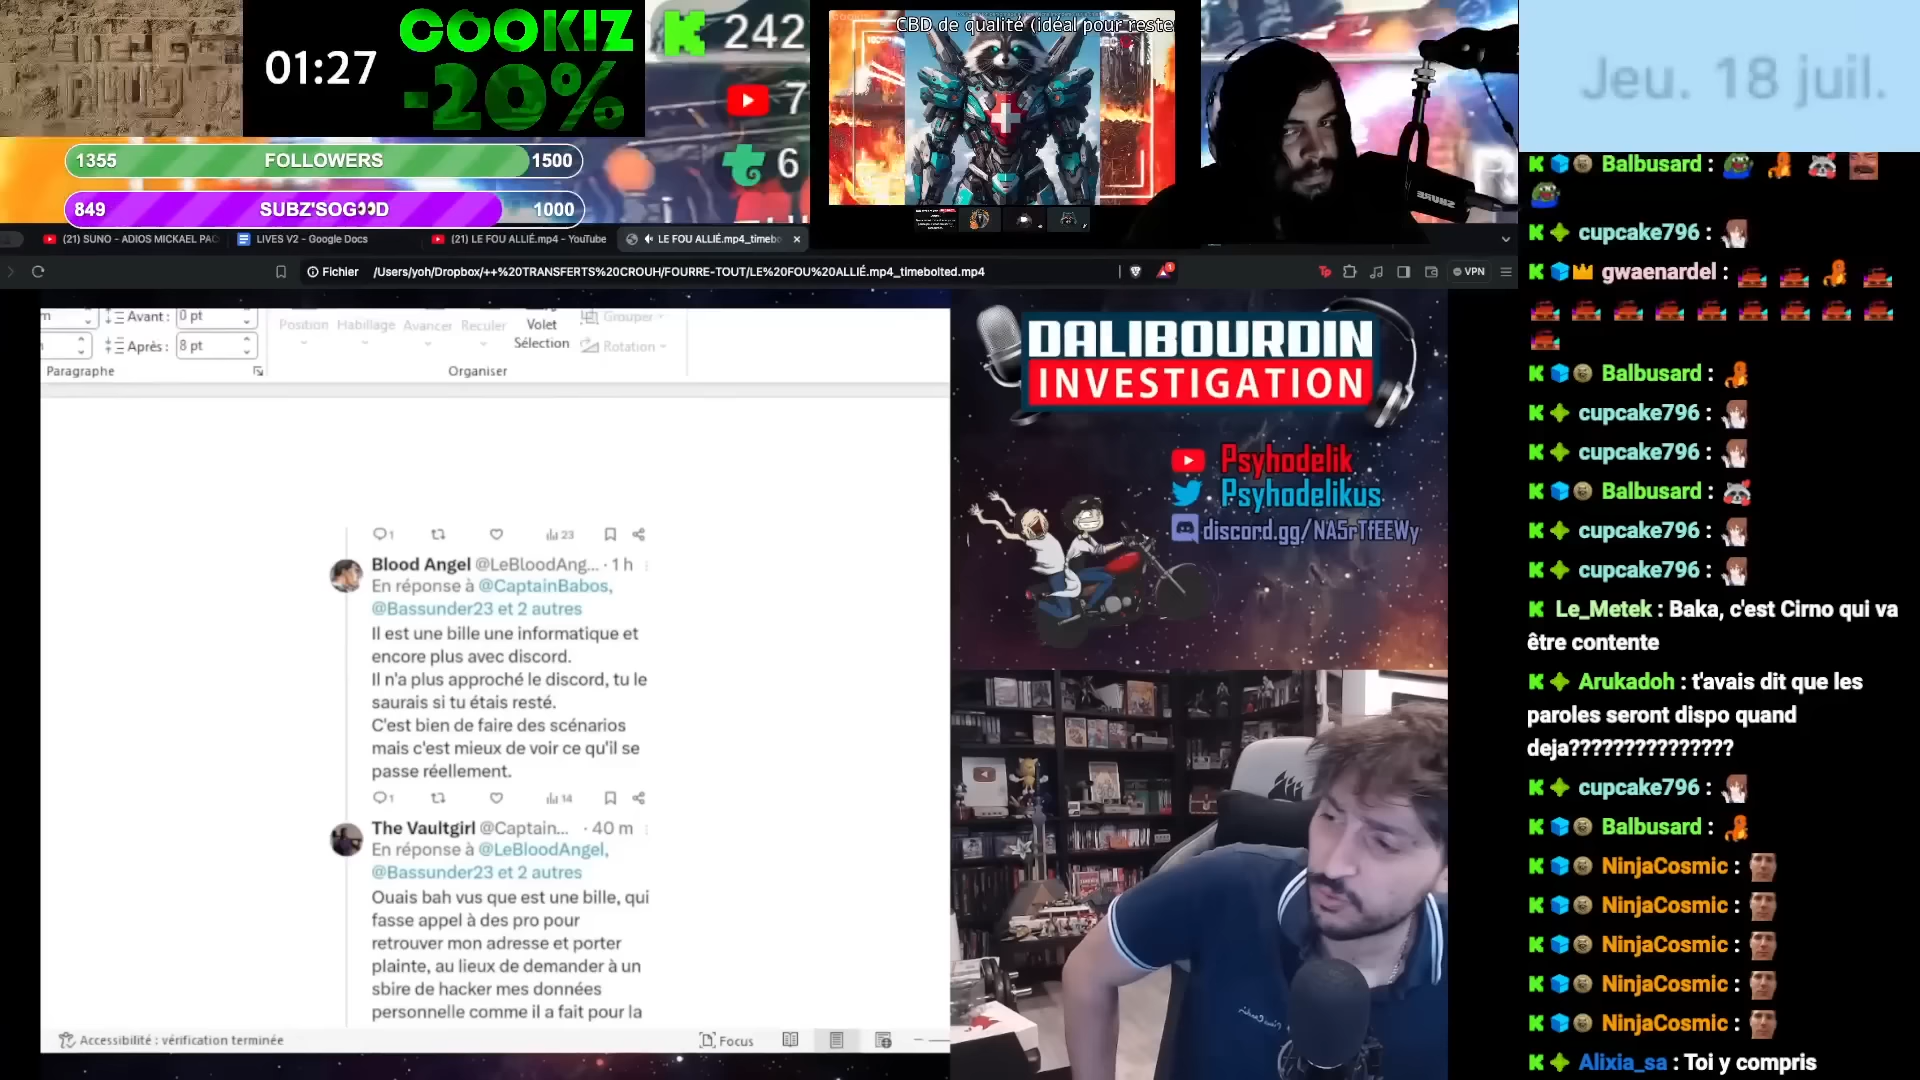 01:27
COOKIZ
-20%
242
7
6
CBD de qualité (idéal pour reste
Jeu. 18 juil.
1355 FOLLOWERS 1500
849 SUBZ'SOG👀D 1000
(21) SUNO - ADIOS MICKAEL PAC
LIVES V2 - Google Docs
(21) LE FOU ALLIÉ.mp4 - YouTube
LE FOU ALLIÉ.mp4_timebo
Fichier /Users/yoh/Dropbox/++%20TRANSFERTS%20CROUH/FOURRE-TOUT/LE%20FOU%20ALLIÉ.mp4_timebolted.mp4
VPN
Avant : 0 pt
Après : 8 pt
Paragraphe
Position
Habillage
Avancer
Reculer
Volet
Sélection
Grouper
Rotation
Organiser
1 23
Blood Angel @LeBloodAng... · 1 h
En réponse à @CaptainBabos,
@Bassunder23 et 2 autres
Il est une bille une informatique et
encore plus avec discord.
Il n'a plus approché le discord, tu le
saurais si tu étais resté.
C'est bien de faire des scénarios
mais c'est mieux de voir ce qu'il se
passe réellement.
1 14
The Vaultgirl @Captain... · 40 m
En réponse à @LeBloodAngel,
@Bassunder23 et 2 autres
Ouais bah vus que est une bille, qui
fasse appel à des pro pour
retrouver mon adresse et porter
plainte, au lieux de demander à un
sbire de hacker mes données
personnelle comme il a fait pour la
Accessibilité : vérification terminée
Focus
DALIBOURDIN
INVESTIGATION
Psyhodelik
Psyhodelikus
discord.gg/NA5rTfEEWy
SHURE
Balbusard :
cupcake796 :
gwaenardel :
Balbusard :
cupcake796 :
cupcake796 :
Balbusard :
cupcake796 :
cupcake796 :
Le_Metek : Baka, c'est Cirno qui va
être contente
Arukadoh : t'avais dit que les
paroles seront dispo quand
deja???????????????
cupcake796 :
Balbusard :
NinjaCosmic :
NinjaCosmic :
NinjaCosmic :
NinjaCosmic :
NinjaCosmic :
Alixia_sa : Toi y compris